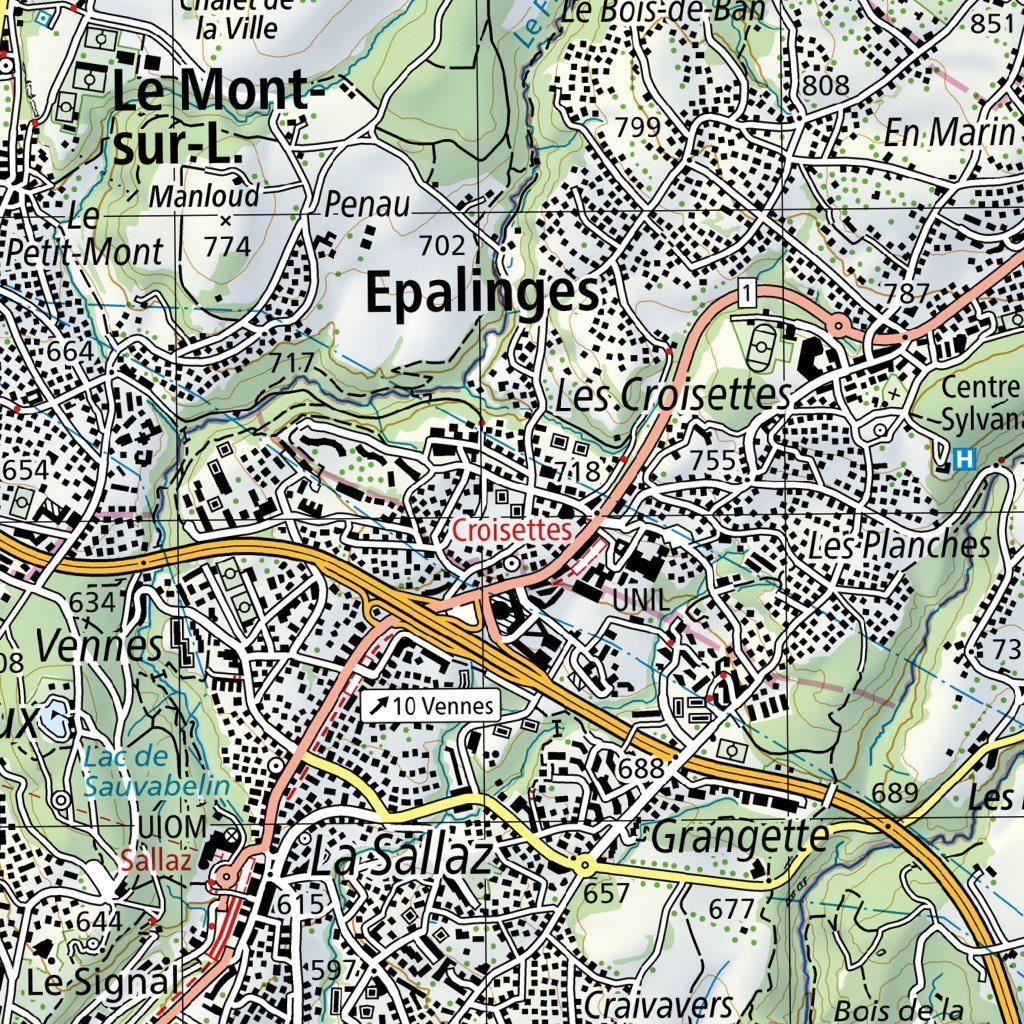 Chalet de
la Ville
Le Bois-de-Ban
851
808
Le Mont-
sur-L.
799
En Marin
Manloud
Penau
Le
Petit-Mont
774
702
Epalinges
1
787
664
717
Les Croisettes
Centre
Sylvana
654
718
755
H
Croisettes
Les Planches
634
UNIL
Vennes
73
08
10 Vennes
ux
Lac de
Sauvabelin
688
689
Les
UIOM
Grangette
Sallaz
La Sallaz
657
677
615
644
597
Le Signal
Craivavers
Bois de la